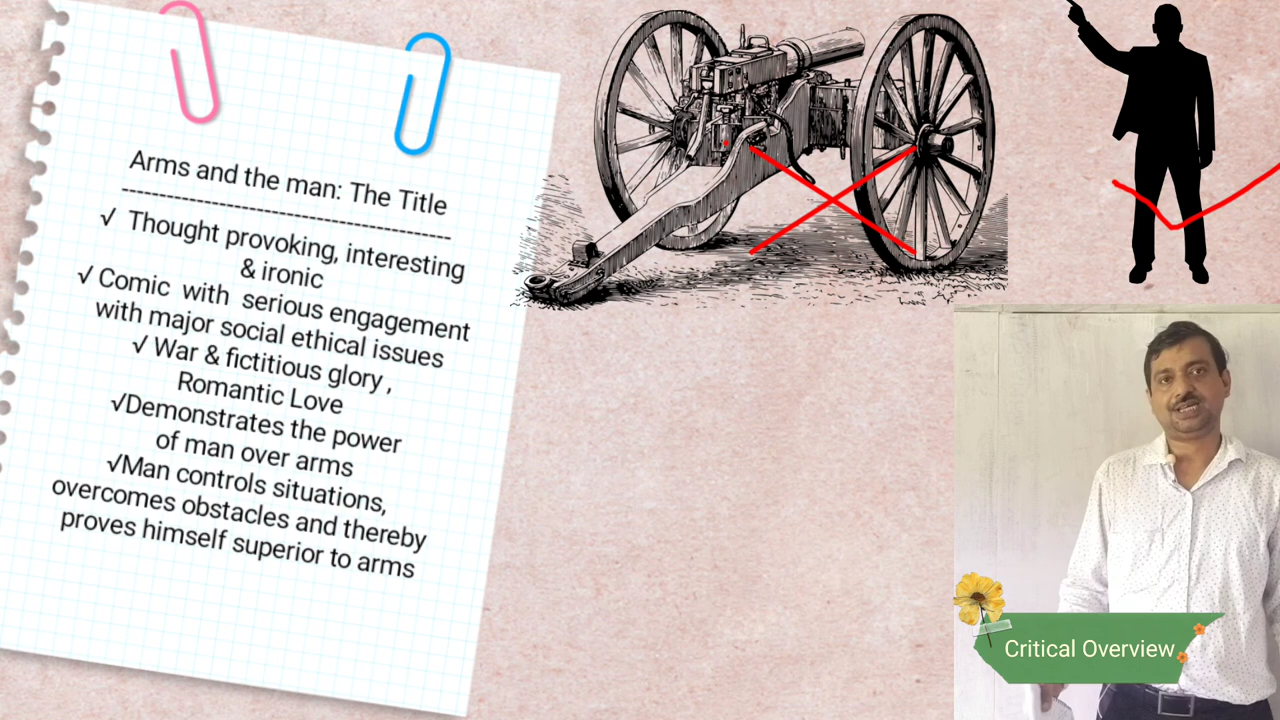 Arms and the man: The Title
-------------------------------------------
√ Thought provoking, interesting
& ironic
√ Comic with serious engagement
with major social ethical issues
√ War & fictitious glory ,
Romantic Love
√Demonstrates the power
of man over arms
√Man controls situations,
overcomes obstacles and thereby
proves himself superior to arms
Critical Overview